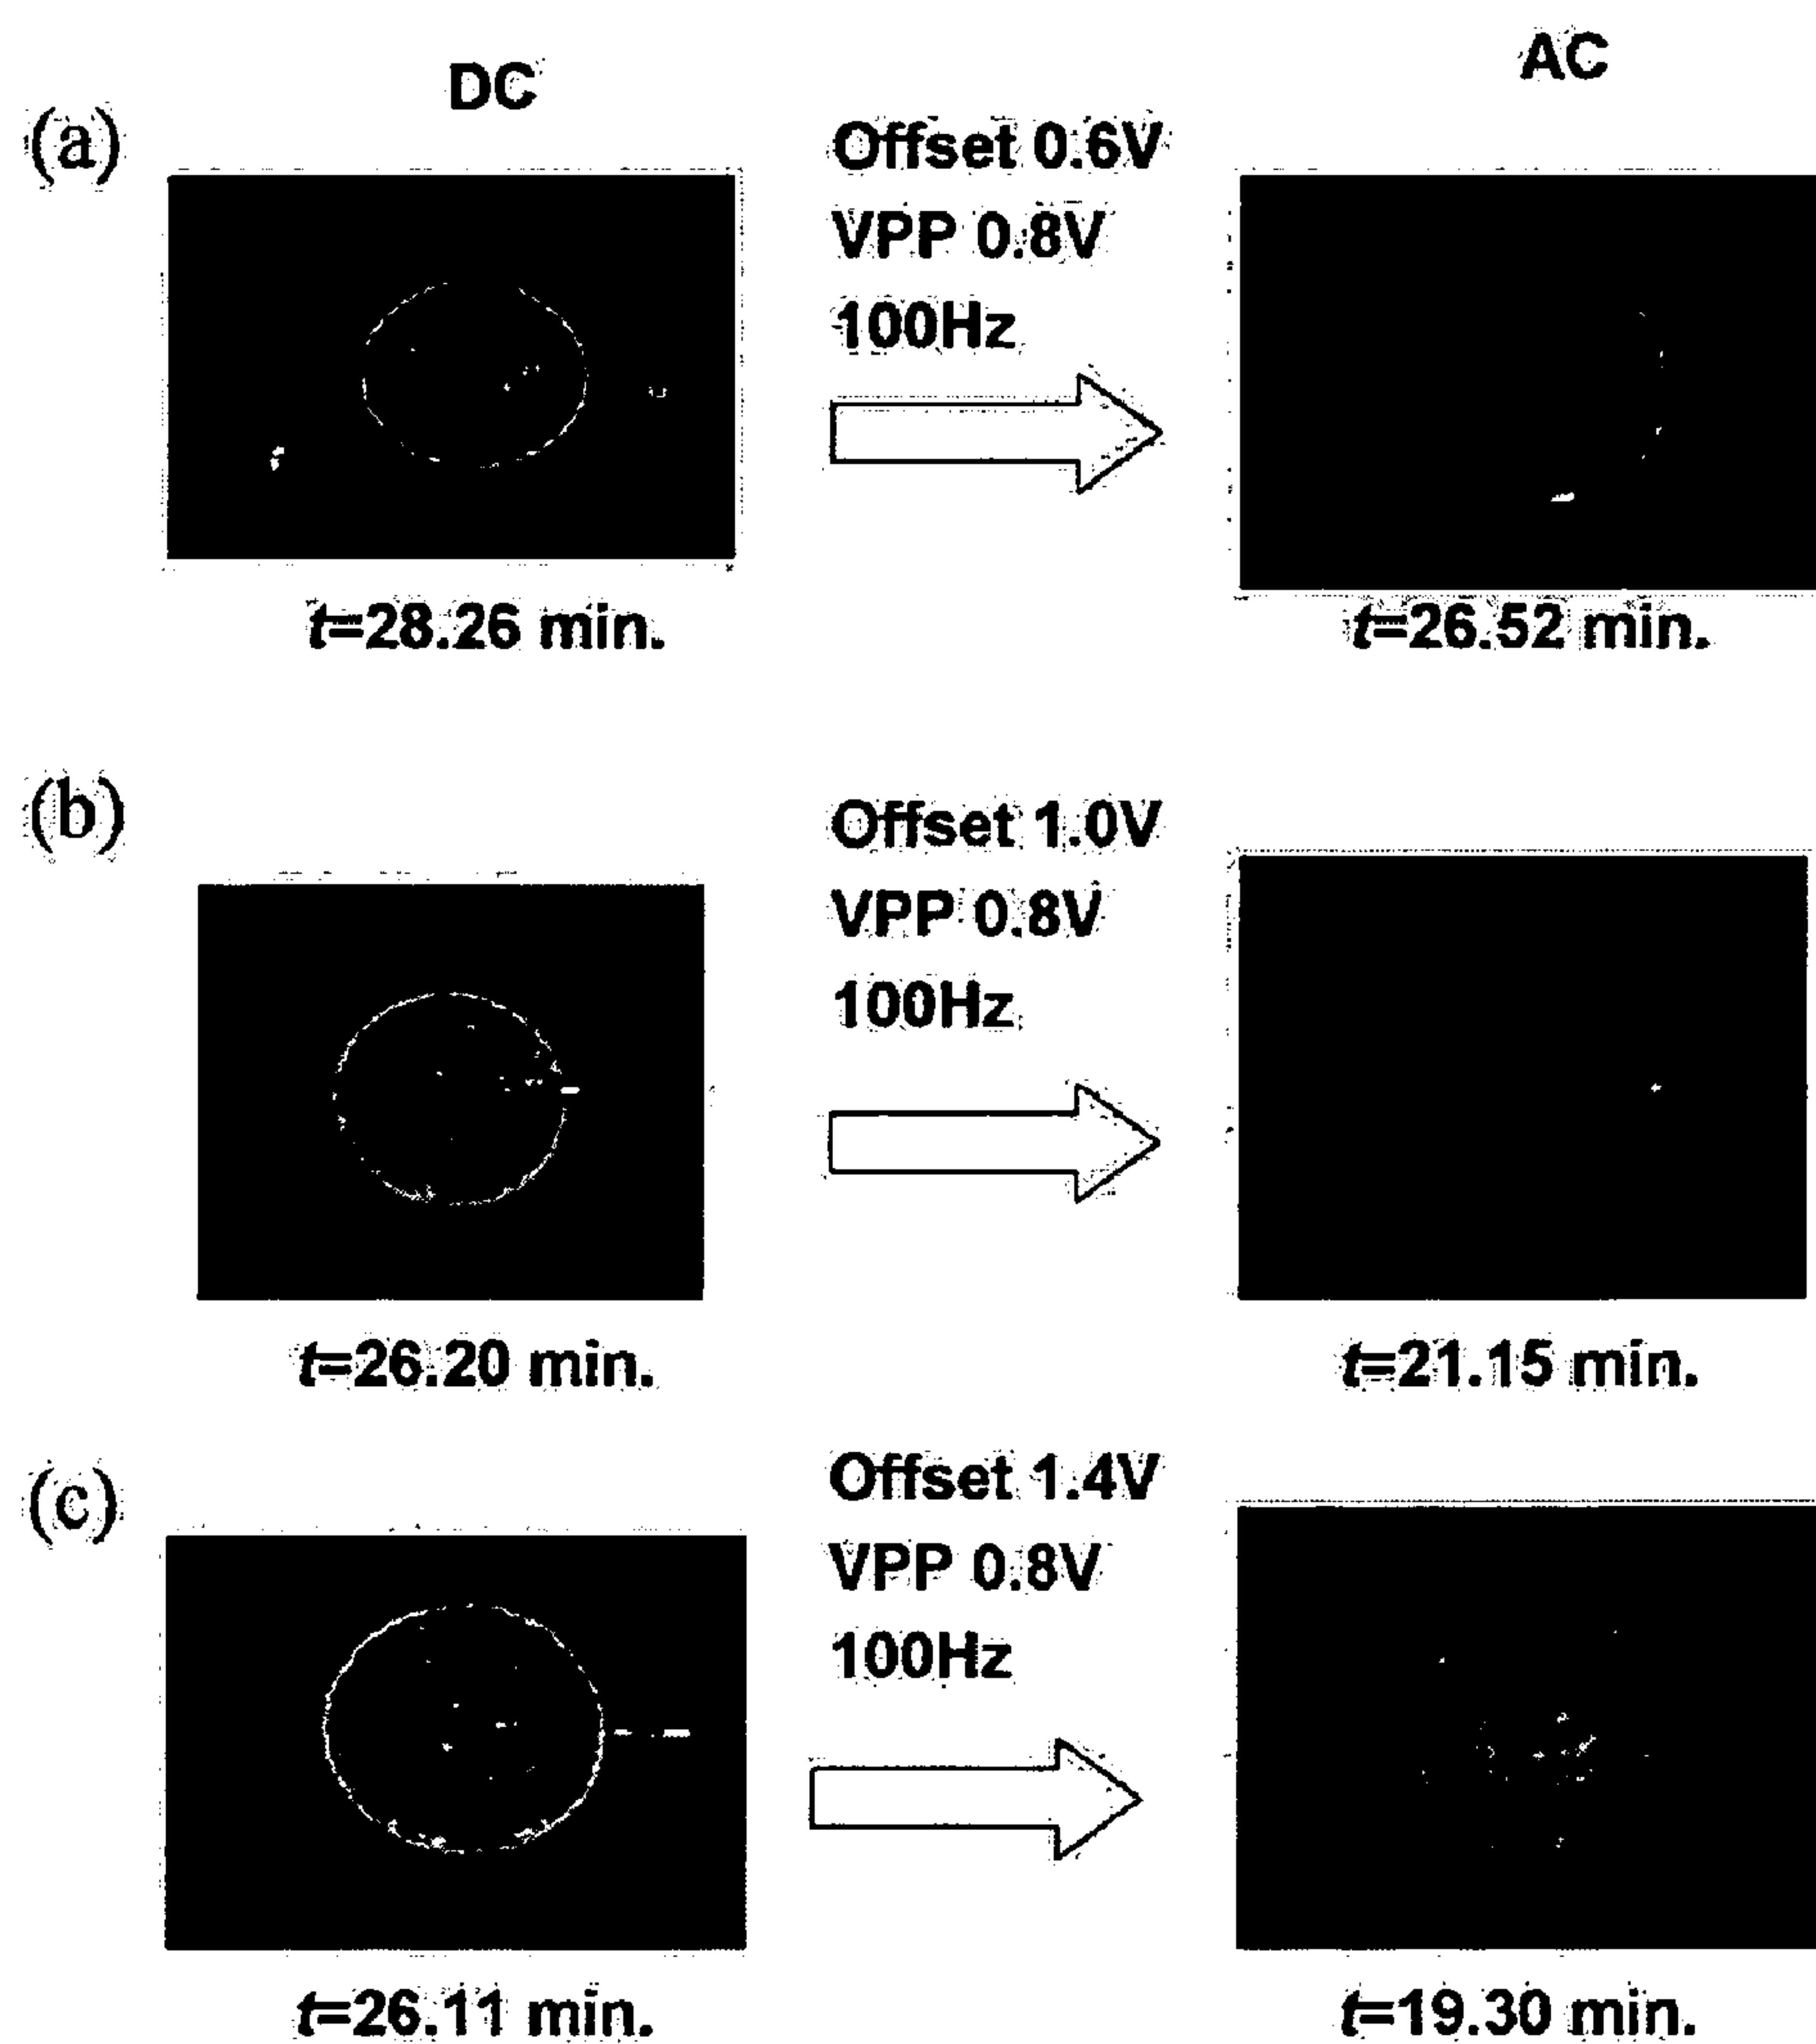 DC
AC
(a)
Offset 0.6V
VPP 0.8V
100Hz
t=28.26 min.
t=26.52 min.
(b)
Offset 1.0V
VPP 0.8V
100Hz
t=26.20 min.
t=21.15 min.
(c)
Offset 1.4V
VPP 0.8V
100Hz
t=26.11 min.
t=19.30 min.